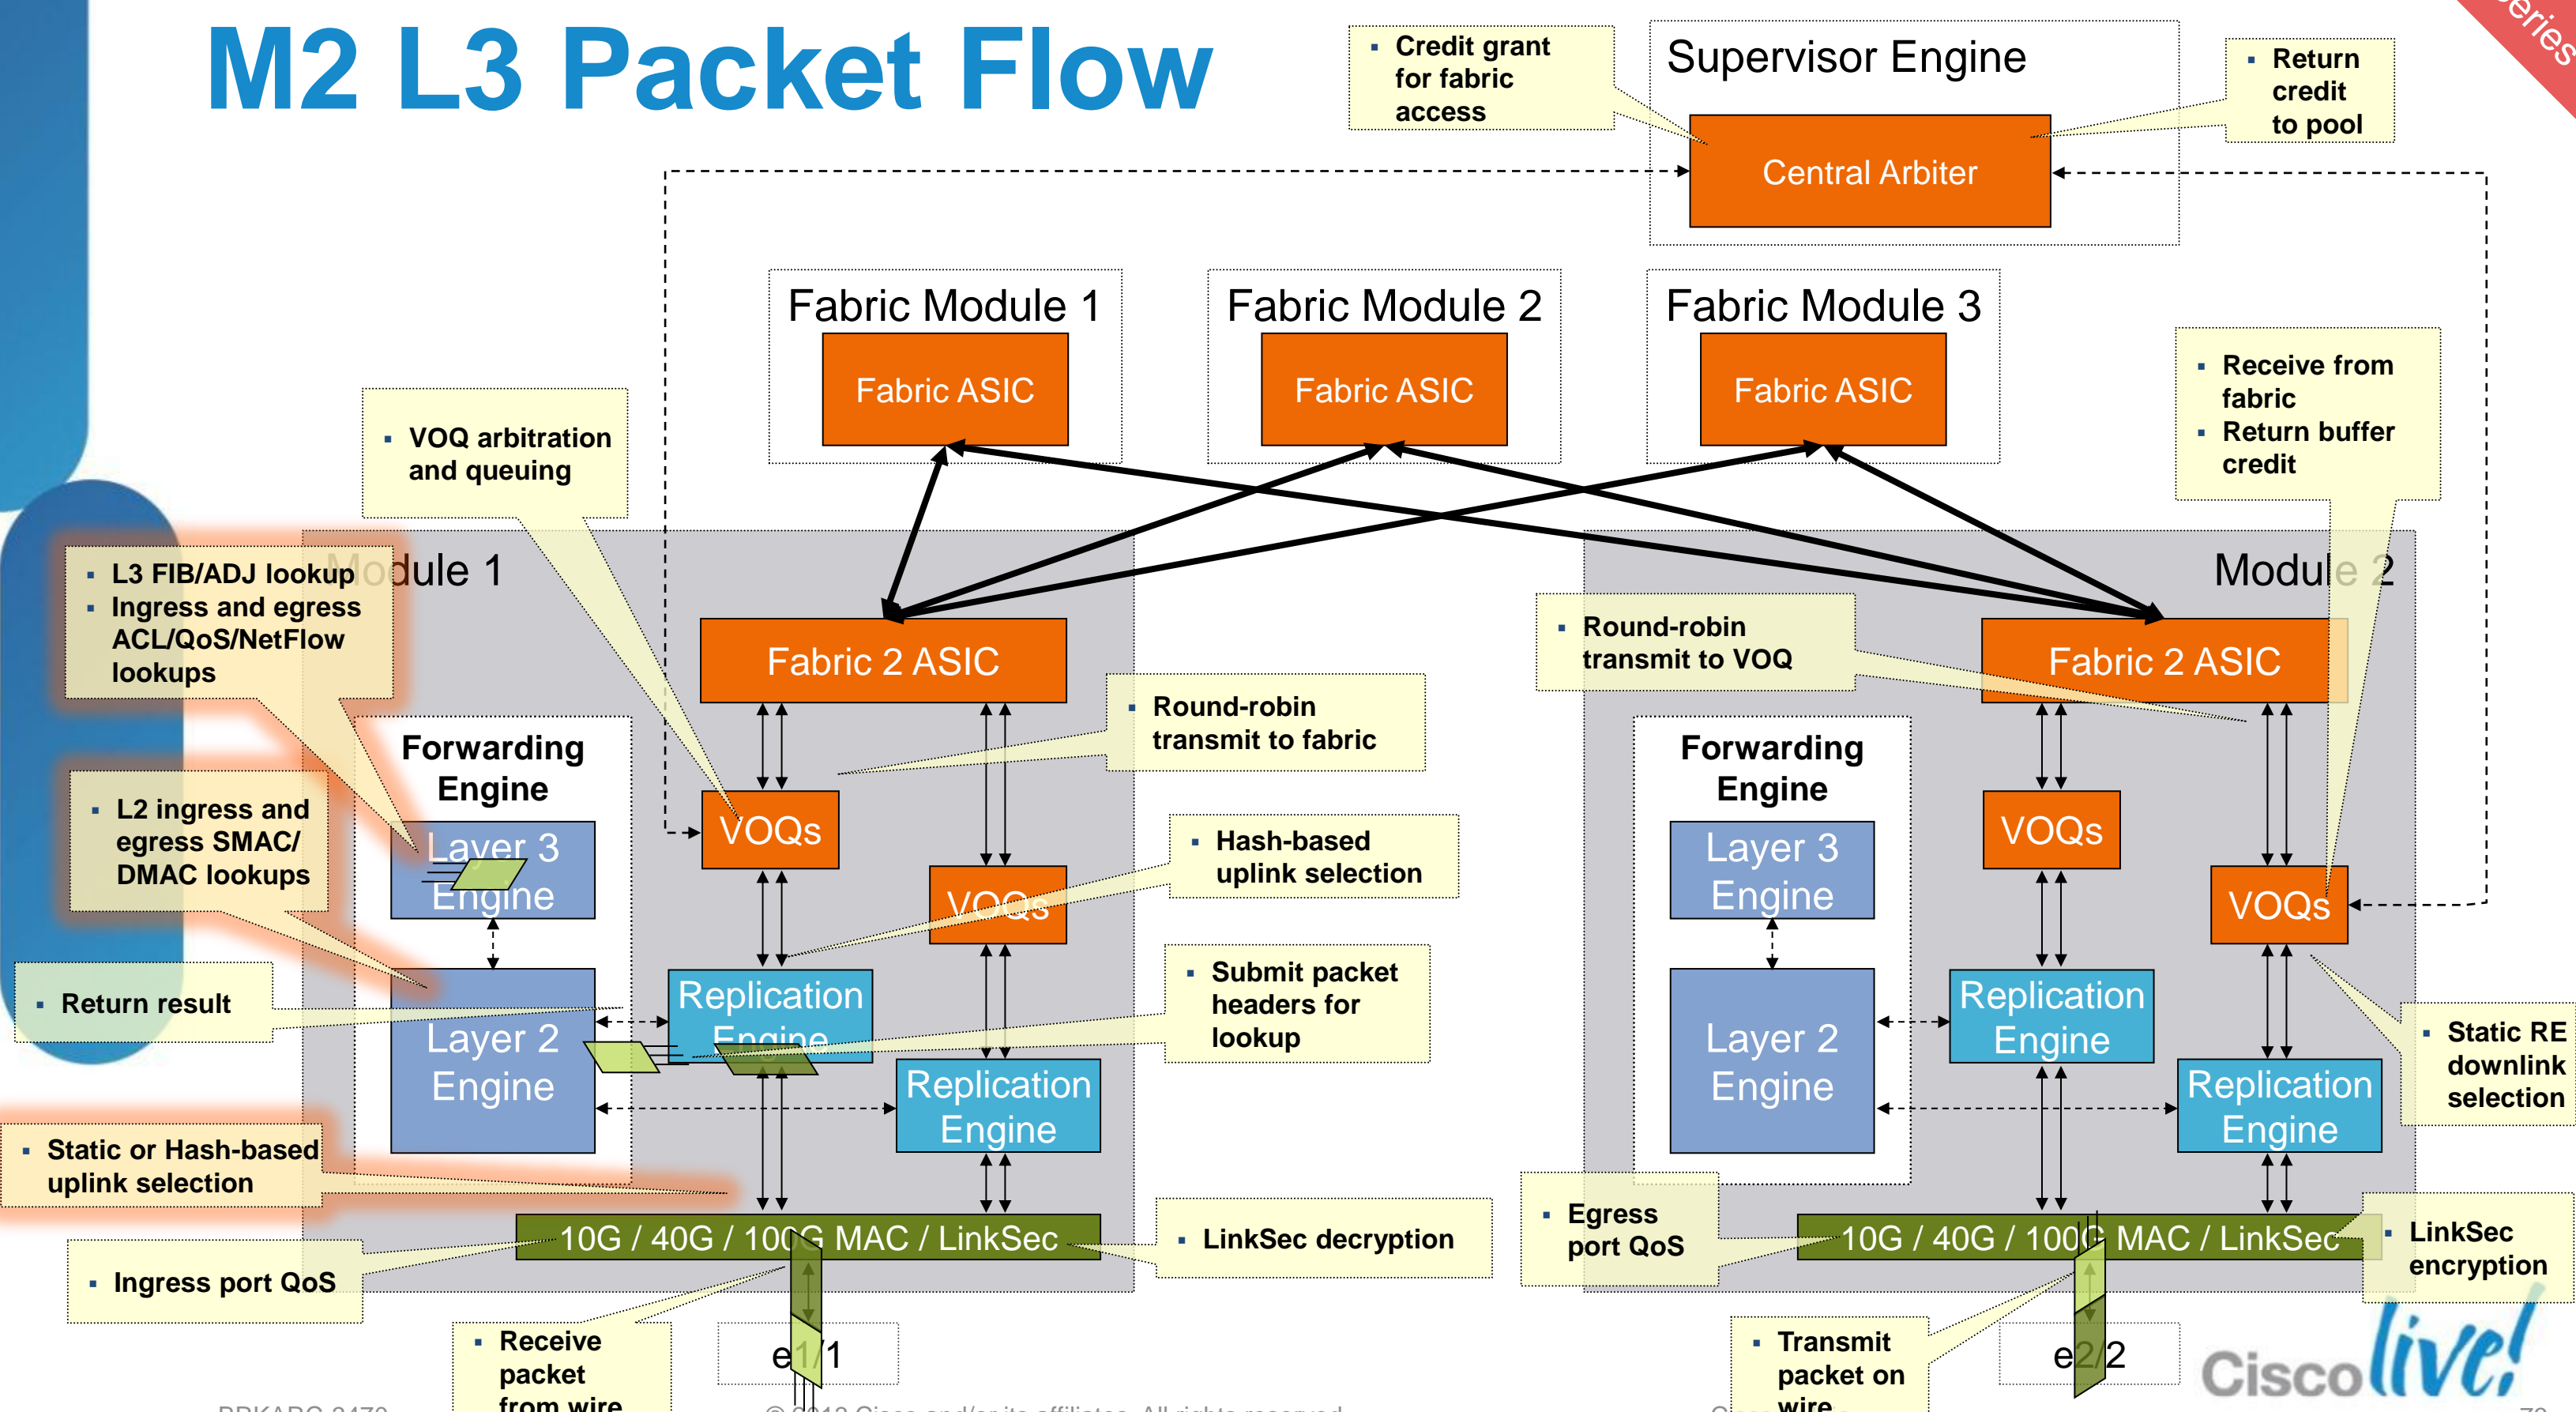 M2 L3 Packet Flow
Credit grant
for fabric
access
Supervisor Engine
Return
credit
to pool
Central Arbiter
Fabric Module 1
Fabric Module 2
Fabric Module 3
Fabric ASIC
Fabric ASIC
Fabric ASIC
Receive from
fabric
Return buffer
credit
VOQ arbitration
and queuing
Module 1
Module 2
L3 FIB/ADJ lookup
Ingress and egress
ACL/QoS/NetFlow
lookups
Round-robin
transmit to VOQ
Fabric 2 ASIC
Fabric 2 ASIC
Round-robin
transmit to fabric
Forwarding
Engine
Forwarding
Engine
L2 ingress and
egress SMAC/
DMAC lookups
Layer 3
Engine
VOQs
Hash-based
uplink selection
VOQs
Layer 3
Engine
VOQs
VOQs
Return result
Layer 2
Engine
Replication
Engine
Submit packet
headers for
lookup
Replication
Engine
Layer 2
Engine
Replication
Engine
Replication
Engine
Static RE
downlink
selection
Static or Hash-based
uplink selection
10G / 40G / 100G MAC / LinkSec
LinkSec decryption
Ingress port QoS
Egress
port QoS
10G / 40G / 100G MAC / LinkSec
LinkSec
encryption
Receive
packet
from wire
e1/1
Transmit
packet on
wire
e2/2
Cisco live!